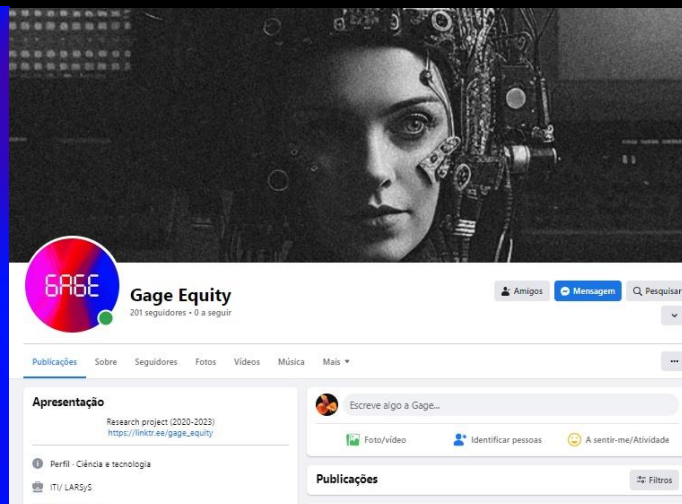 GAGE
Gage Equity
201 seguidores • 0 a seguir
Amigos
Mensagem
Pesquisar
Publicações Sobre Seguidores Fotos Vídeos Música Mais
Apresentação
Research project (2020-2023)
https://linktr.ee/gage_equity
Perfil · Ciência e tecnologia
ITI/ LARSyS
Escreve algo a Gage...
Foto/vídeo
Identificar pessoas
A sentir-me/Atividade
Publicações
Filtros